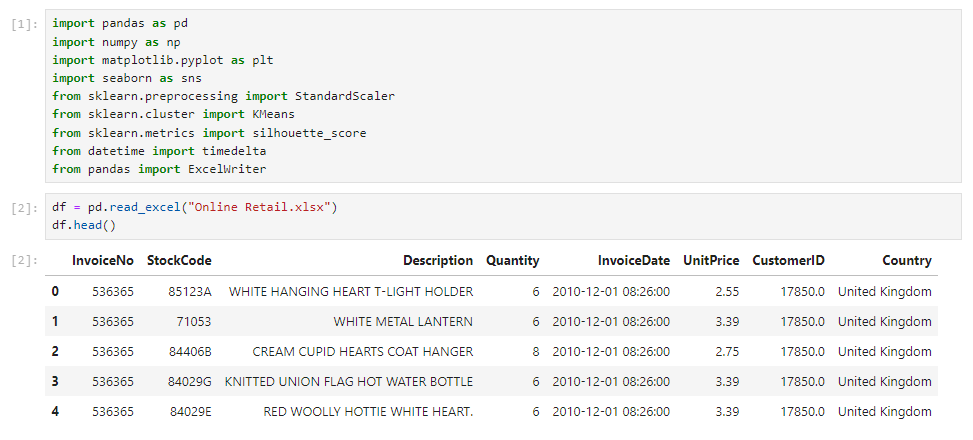 [1]: import pandas as pd
import numpy as np
import matplotlib.pyplot as plt
import seaborn as sns
from sklearn.preprocessing import StandardScaler
from sklearn.cluster import KMeans
from sklearn.metrics import silhouette_score
from datetime import timedelta
from pandas import ExcelWriter
[2]: df = pd.read_excel("Online Retail.xlsx")
df.head()
[2]: InvoiceNo StockCode Description Quantity InvoiceDate UnitPrice CustomerID Country
0 536365 85123A WHITE HANGING HEART T-LIGHT HOLDER 6 2010-12-01 08:26:00 2.55 17850.0 United Kingdom
1 536365 71053 WHITE METAL LANTERN 6 2010-12-01 08:26:00 3.39 17850.0 United Kingdom
2 536365 84406B CREAM CUPID HEARTS COAT HANGER 8 2010-12-01 08:26:00 2.75 17850.0 United Kingdom
3 536365 84029G KNITTED UNION FLAG HOT WATER BOTTLE 6 2010-12-01 08:26:00 3.39 17850.0 United Kingdom
4 536365 84029E RED WOOLLY HOTTIE WHITE HEART. 6 2010-12-01 08:26:00 3.39 17850.0 United Kingdom